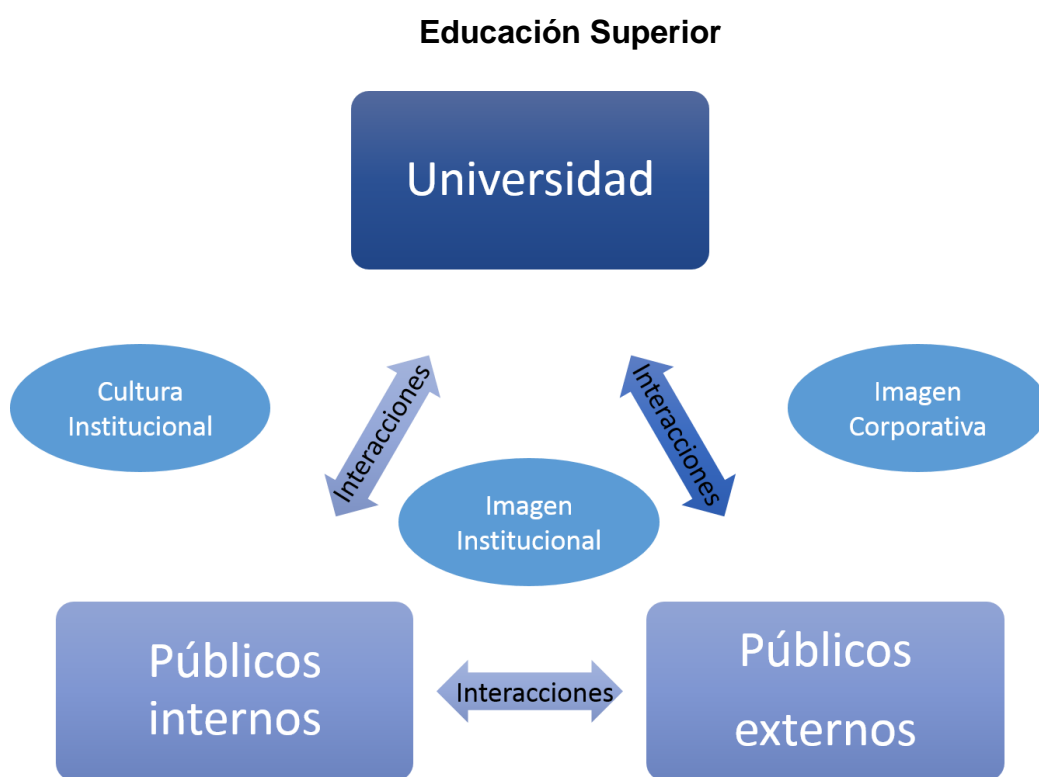 Educación Superior
Universidad
Cultura
Institucional
Interacciones
Interacciones
Imagen
Corporativa
Imagen
Institucional
Públicos
internos
Interacciones
Públicos
externos